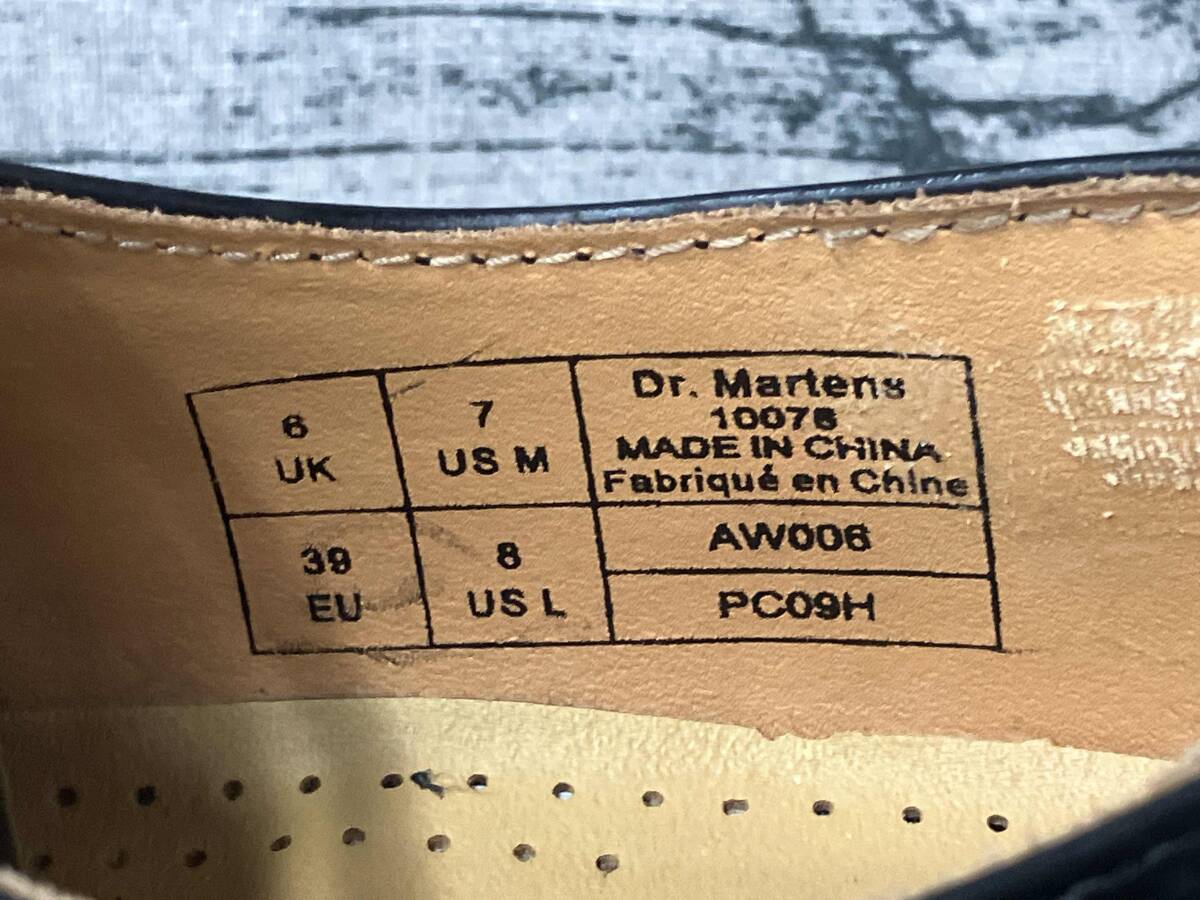 6
UK
7
US M
Dr. Martens
10076
MADE IN CHINA
Fabriqué en Chine
39
EU
8
US L
AW006
PC09H